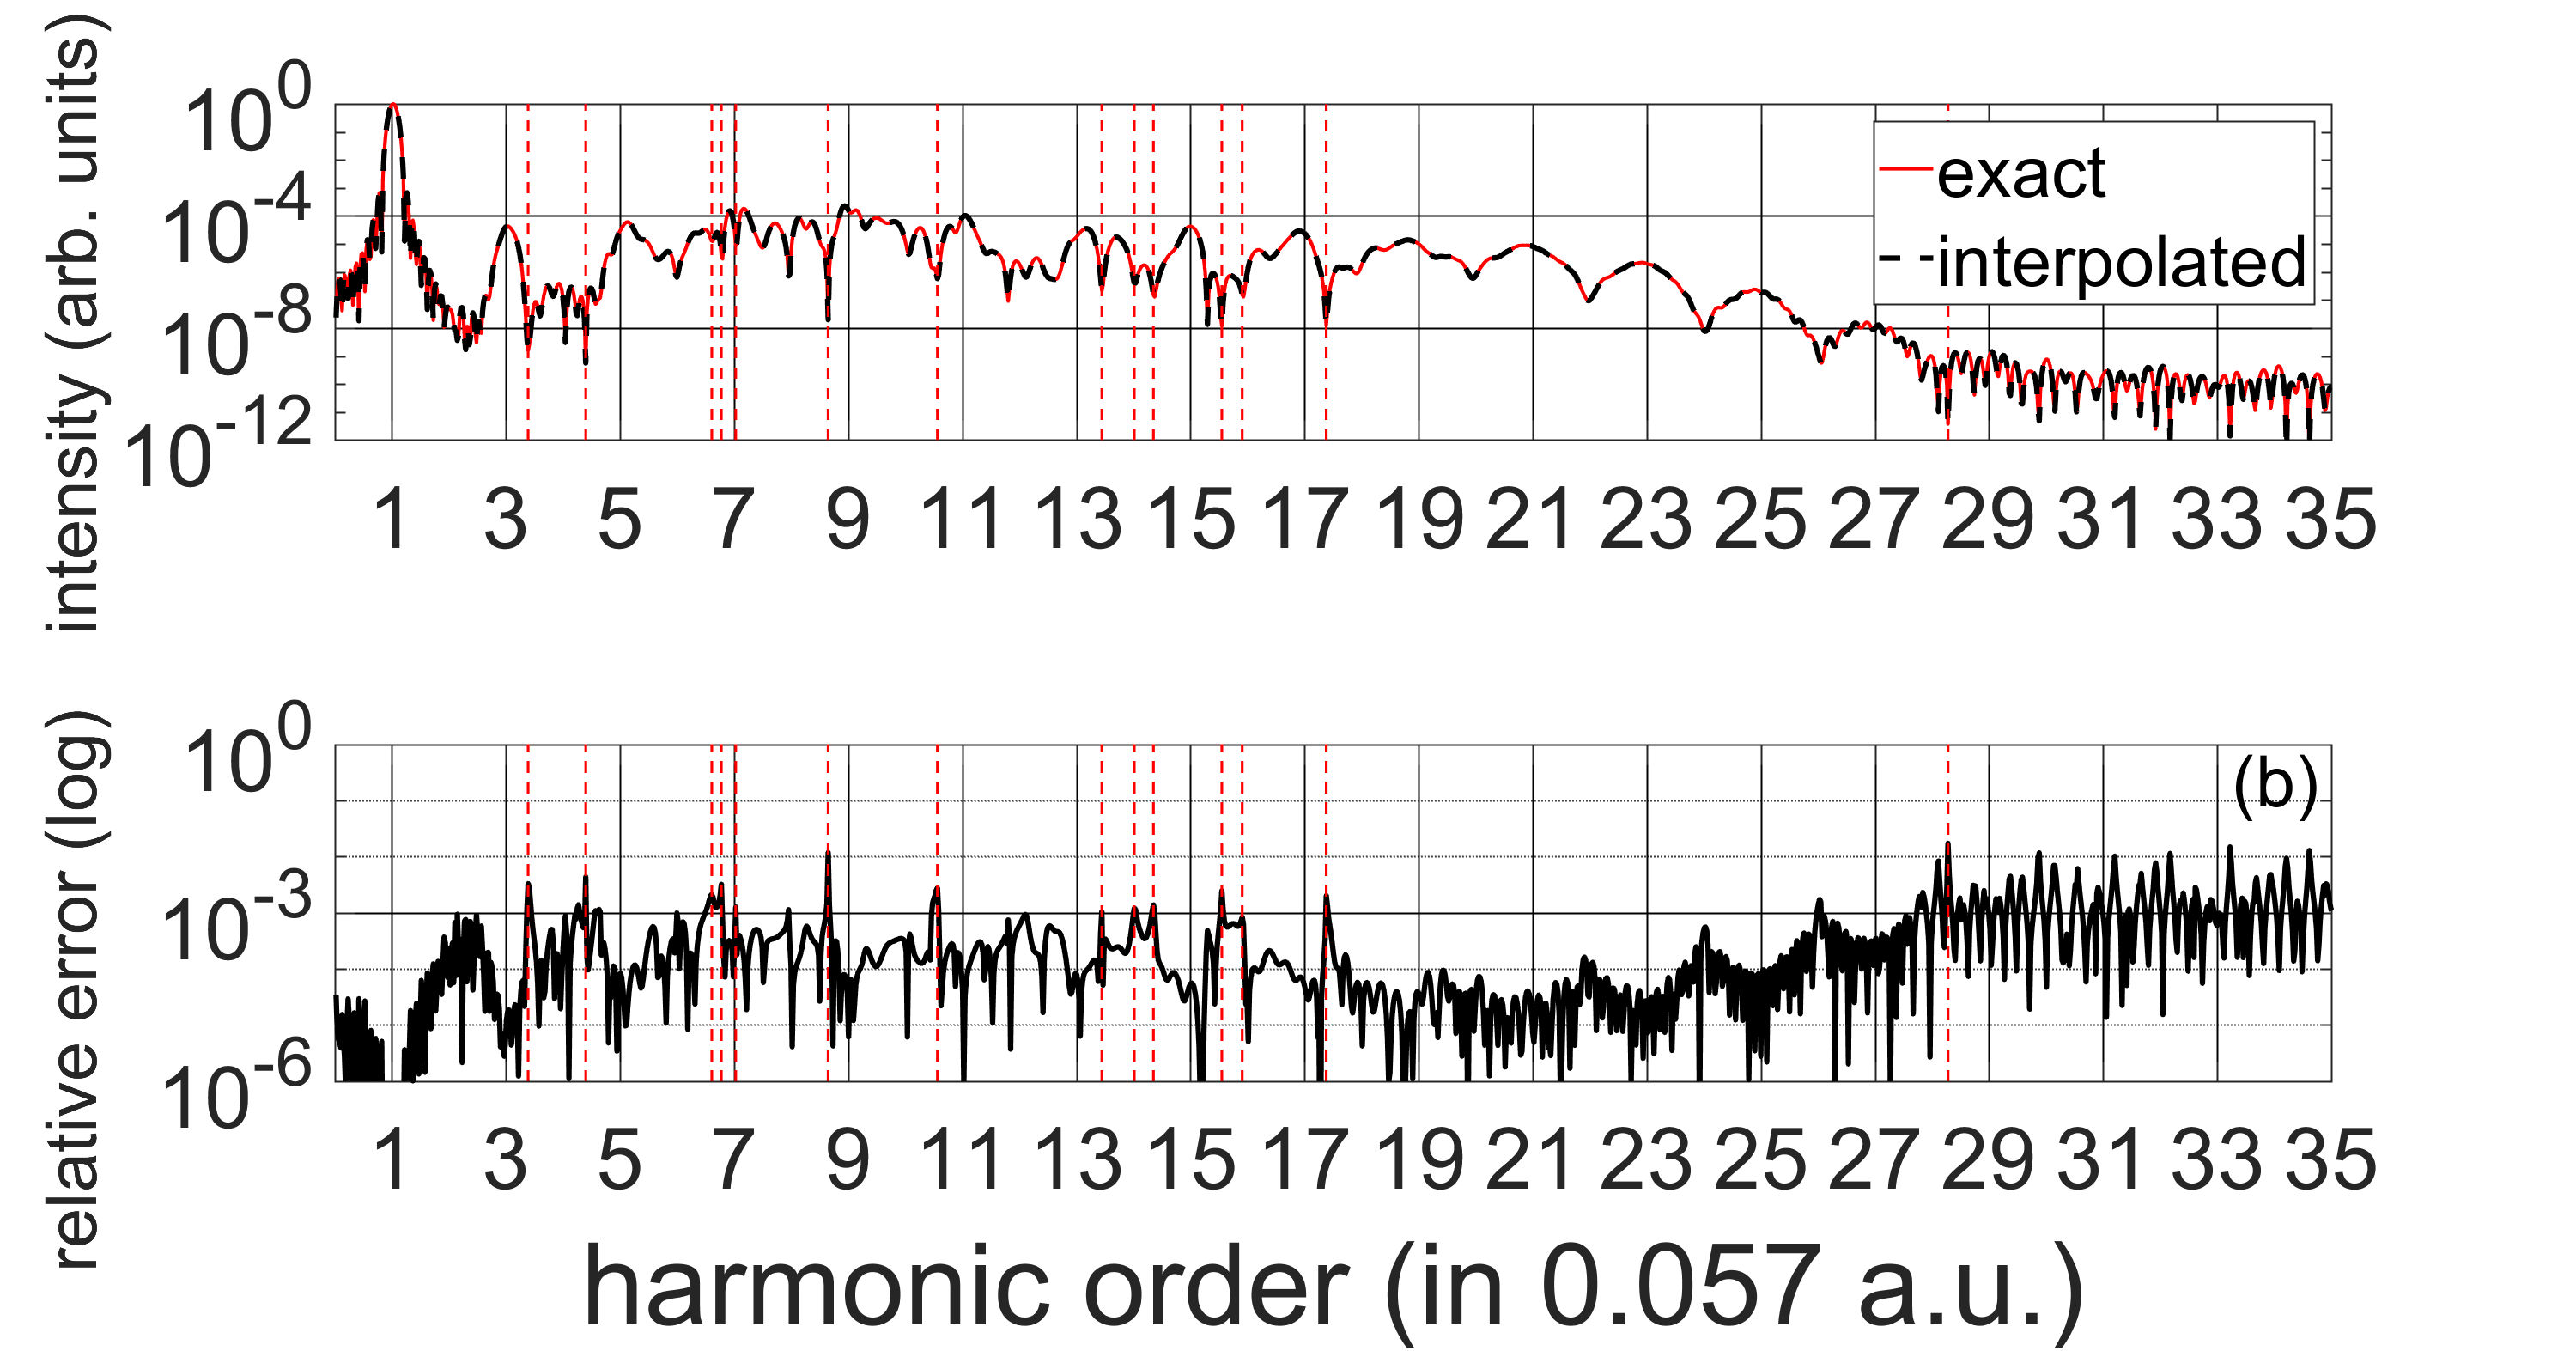 intensity (arb. units)
10^0
10^-4
10^-8
10^-12
exact
interpolated
1 3 5 7 9 11 13 15 17 19 21 23 25 27 29 31 33 35
relative error (log)
10^0
10^-3
10^-6
(b)
1 3 5 7 9 11 13 15 17 19 21 23 25 27 29 31 33 35
harmonic order (in 0.057 a.u.)